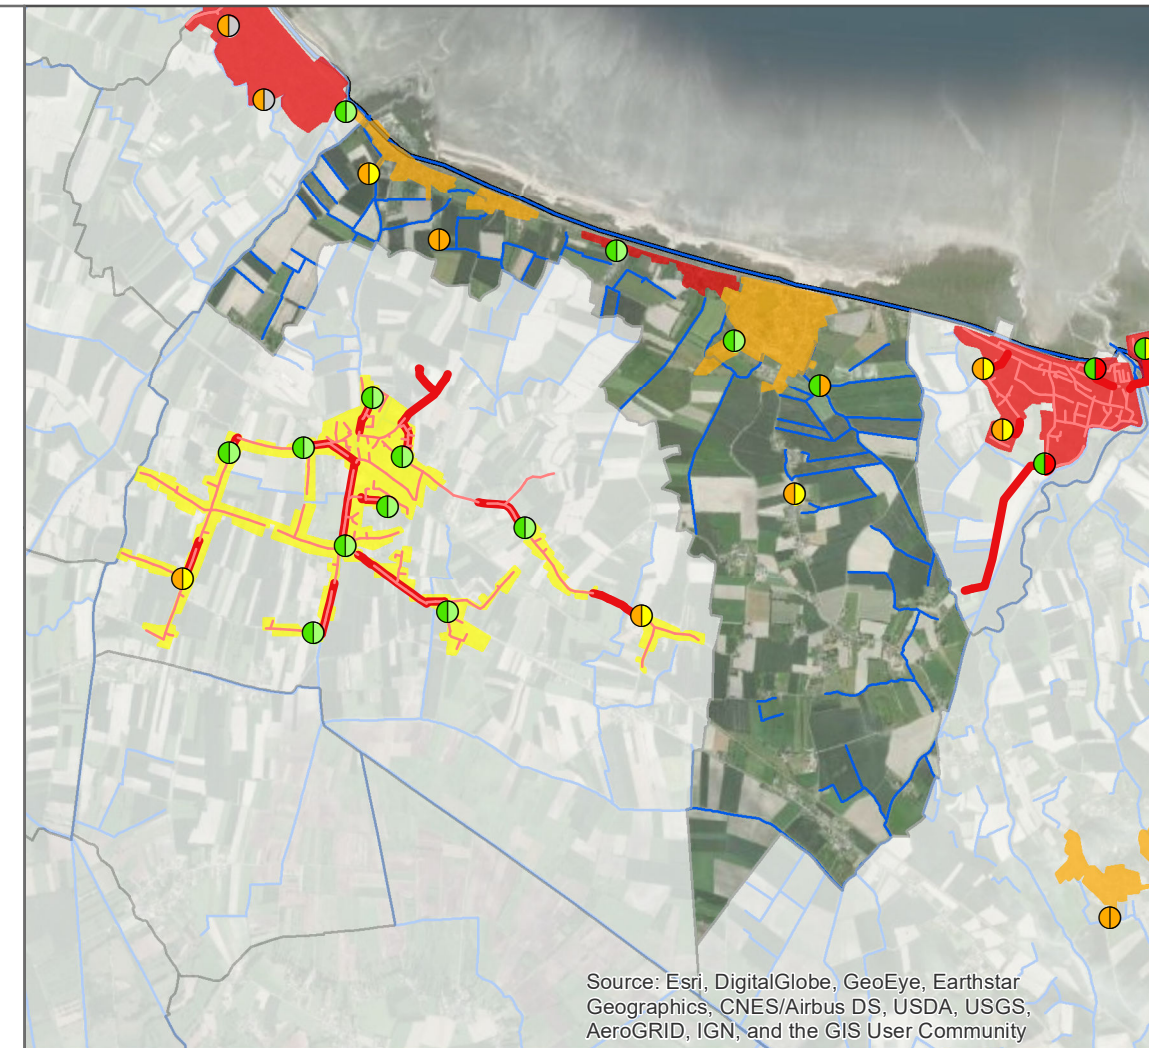 Source: Esri, DigitalGlobe, GeoEye, Earthstar
Geographics, CNES/Airbus DS, USDA, USGS,
AeroGRID, IGN, and the GIS User Community